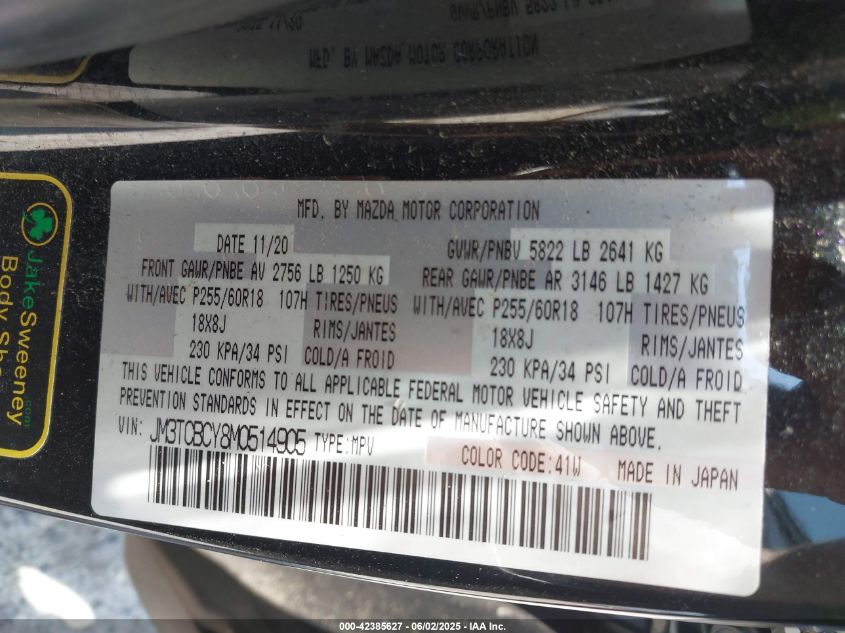 MFD. BY MAZDA MOTOR CORPORATION
DATE 11/20 GVWR/PNBV 5822 LB 2641 KG
FRONT GAWR/PNBE AV 2756 LB 1250 KG REAR GAWR/PNBE AR 3146 LB 1427 KG
WITH/AVEC P255/60R18 107H TIRES/PNEUS WITH/AVEC P255/60R18 107H TIRES/PNEUS
18X8J RIMS/JANTES 18X8J RIMS/JANTES
230 KPA/34 PSI COLD/A FROID 230 KPA/34 PSI COLD/A FROID
THIS VEHICLE CONFORMS TO ALL APPLICABLE FEDERAL MOTOR VEHICLE SAFETY AND THEFT
PREVENTION STANDARDS IN EFFECT ON THE DATE OF MANUFACTURE SHOWN ABOVE.
VIN: JM3TCBCY8M0514905 TYPE:MPV
COLOR CODE:41W MADE IN JAPAN
JakeSweeney.com
Body
000-42385627 - 06/02/2025 - IAA Inc.